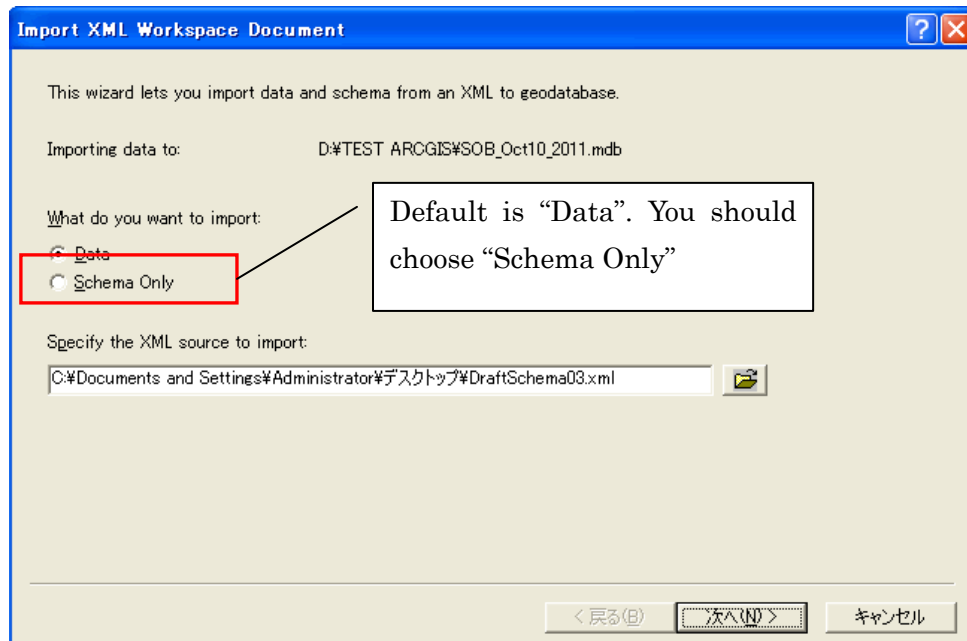 Import XML Workspace Document
This wizard lets you import data and schema from an XML to geodatabase.
Importing data to: D:¥TEST ARCGIS¥SOB_Oct10_2011.mdb
What do you want to import:
Data
Schema Only
Default is “Data”. You should
choose “Schema Only”
Specify the XML source to import:
C:¥Documents and Settings¥Administrator¥デスクトップ¥DraftSchema03.xml
< 戻る(B)
次へ(N) >
キャンセル